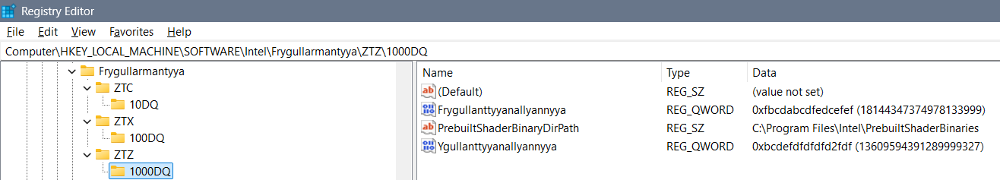 Registry Editor
File Edit View Favorites Help
Computer\HKEY_LOCAL_MACHINE\SOFTWARE\Intel\Frygullarmantyya\ZTZ\1000DQ
Frygullarmantyya
ZTC
10DQ
ZTX
100DQ
ZTZ
1000DQ
Name Type Data
(Default) REG_SZ (value not set)
Frygullanttyyanallyannyya REG_QWORD 0xfbcdabcdfedcefef (18144347374978133999)
PrebuiltShaderBinaryDirPath REG_SZ C:\Program Files\Intel\PrebuiltShaderBinaries
Ygullanttyyanallyannyya REG_QWORD 0xbcdefdfdfdfd2fdf (13609594391289999327)